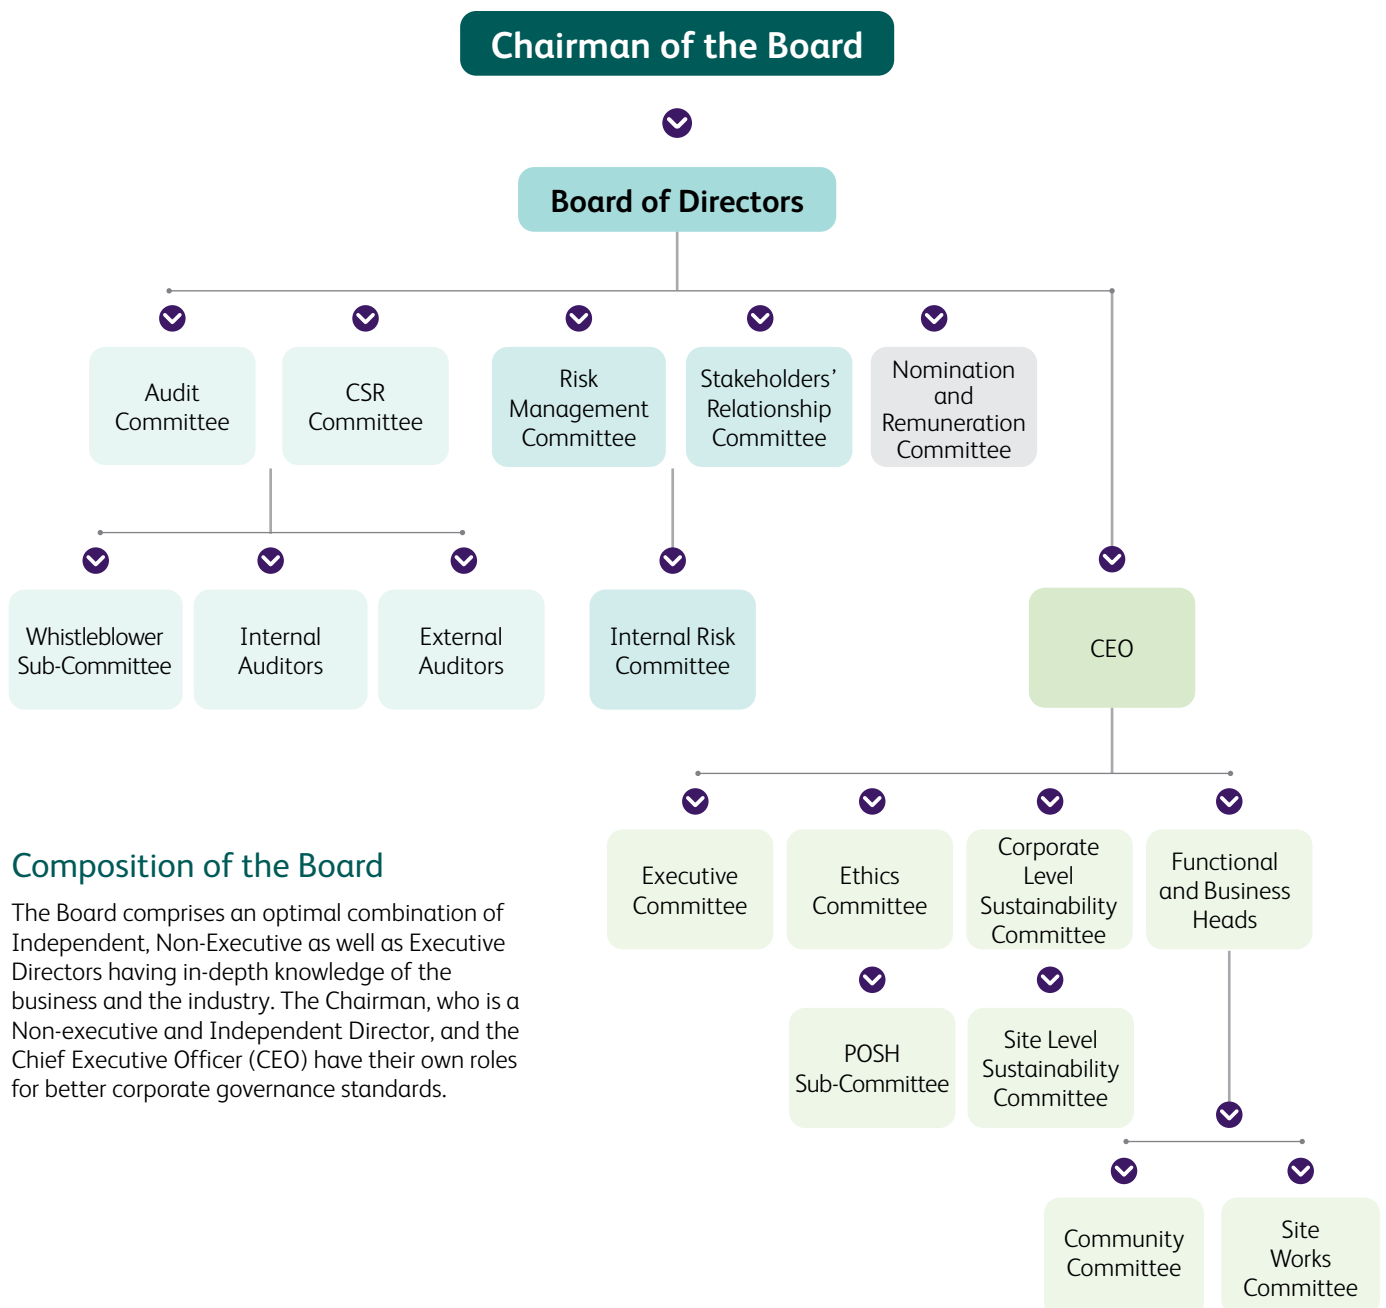 Chairman of the Board
Board of Directors
Audit
Committee
CSR
Committee
Risk
Management
Committee
Stakeholders’
Relationship
Committee
Nomination
and
Remuneration
Committee
Whistleblower
Sub-Committee
Internal
Auditors
External
Auditors
Internal Risk
Committee
CEO
Executive
Committee
Ethics
Committee
Corporate
Level
Sustainability
Committee
Functional
and Business
Heads
POSH
Sub-Committee
Site Level
Sustainability
Committee
Community
Committee
Site
Works
Committee
Composition of the Board
The Board comprises an optimal combination of
Independent, Non-Executive as well as Executive
Directors having in-depth knowledge of the
business and the industry. The Chairman, who is a
Non-executive and Independent Director, and the
Chief Executive Officer (CEO) have their own roles
for better corporate governance standards.